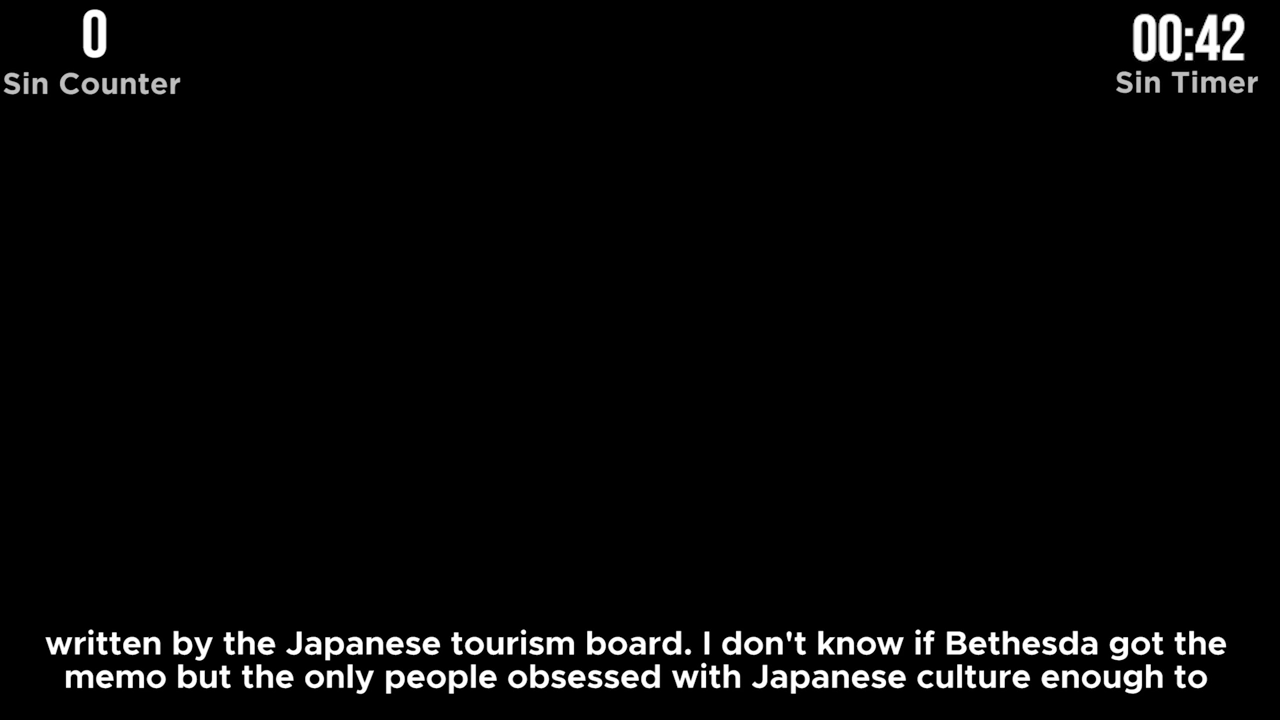 0
Sin Counter
00:42
Sin Timer
written by the Japanese tourism board. I don't know if Bethesda got the
memo but the only people obsessed with Japanese culture enough to